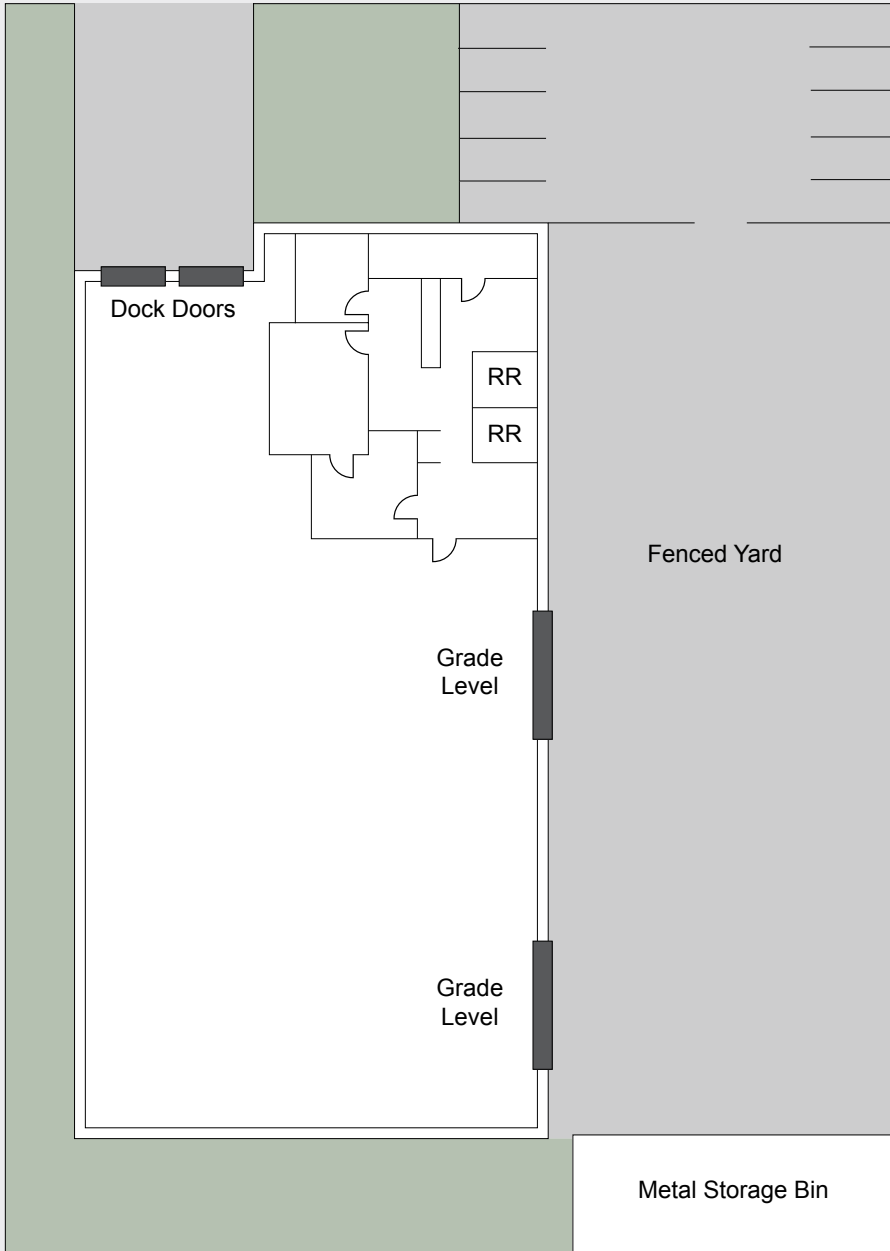 Dock Doors
RR
RR
Fenced Yard
Grade
Level
Grade
Level
Metal Storage Bin